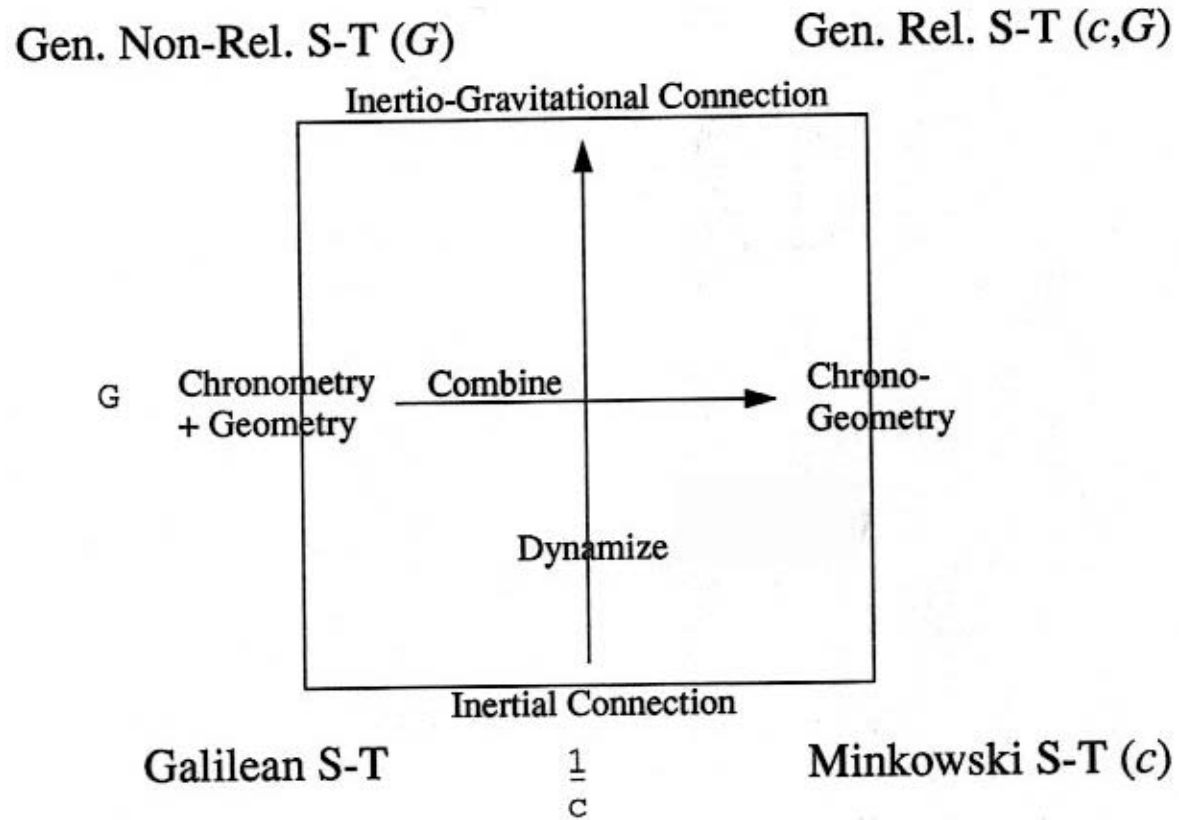 Gen. Non-Rel. S-T (G)
Gen. Rel. S-T (c,G)
Inertio-Gravitational Connection
G
Chronometry
+ Geometry
Combine
Chrono-
Geometry
Dynamize
Inertial Connection
Galilean S-T
1
c
Minkowski S-T (c)